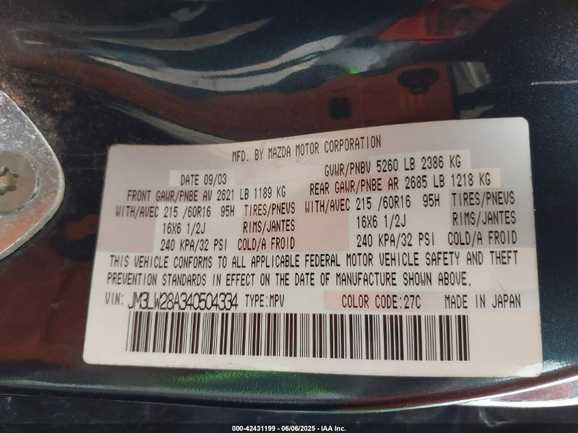 MFD. BY MAZDA MOTOR CORPORATION
DATE 09/03 GVWR/PNBV 5260 LB 2386 KG
FRONT GAWR/PNBE AV 2621 LB 1189 KG REAR GAWR/PNBE AR 2685 LB 1218 KG
WITH/AVEC 215 /60R16 95H TIRES/PNEUS WITH/AVEC 215 /60R16 95H TIRES/PNEUS
16X6 1/2J RIMS/JANTES 16X6 1/2J RIMS/JANTES
240 KPA/32 PSI COLD/A FROID 240 KPA/32 PSI COLD/A FROID
THIS VEHICLE CONFORMS TO ALL APPLICABLE FEDERAL MOTOR VEHICLE SAFETY AND THEFT
PREVENTION STANDARDS IN EFFECT ON THE DATE OF MANUFACTURE SHOWN ABOVE.
VIN: JM3LW28A340504334 TYPE:MPV COLOR CODE:27C MADE IN JAPAN
000-42431199 - 06/06/2025 - IAA Inc.